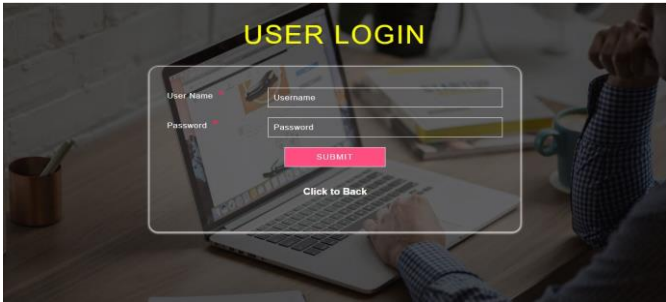 USER LOGIN
User Name *
Username
Password *
Password
SUBMIT
Click to Back